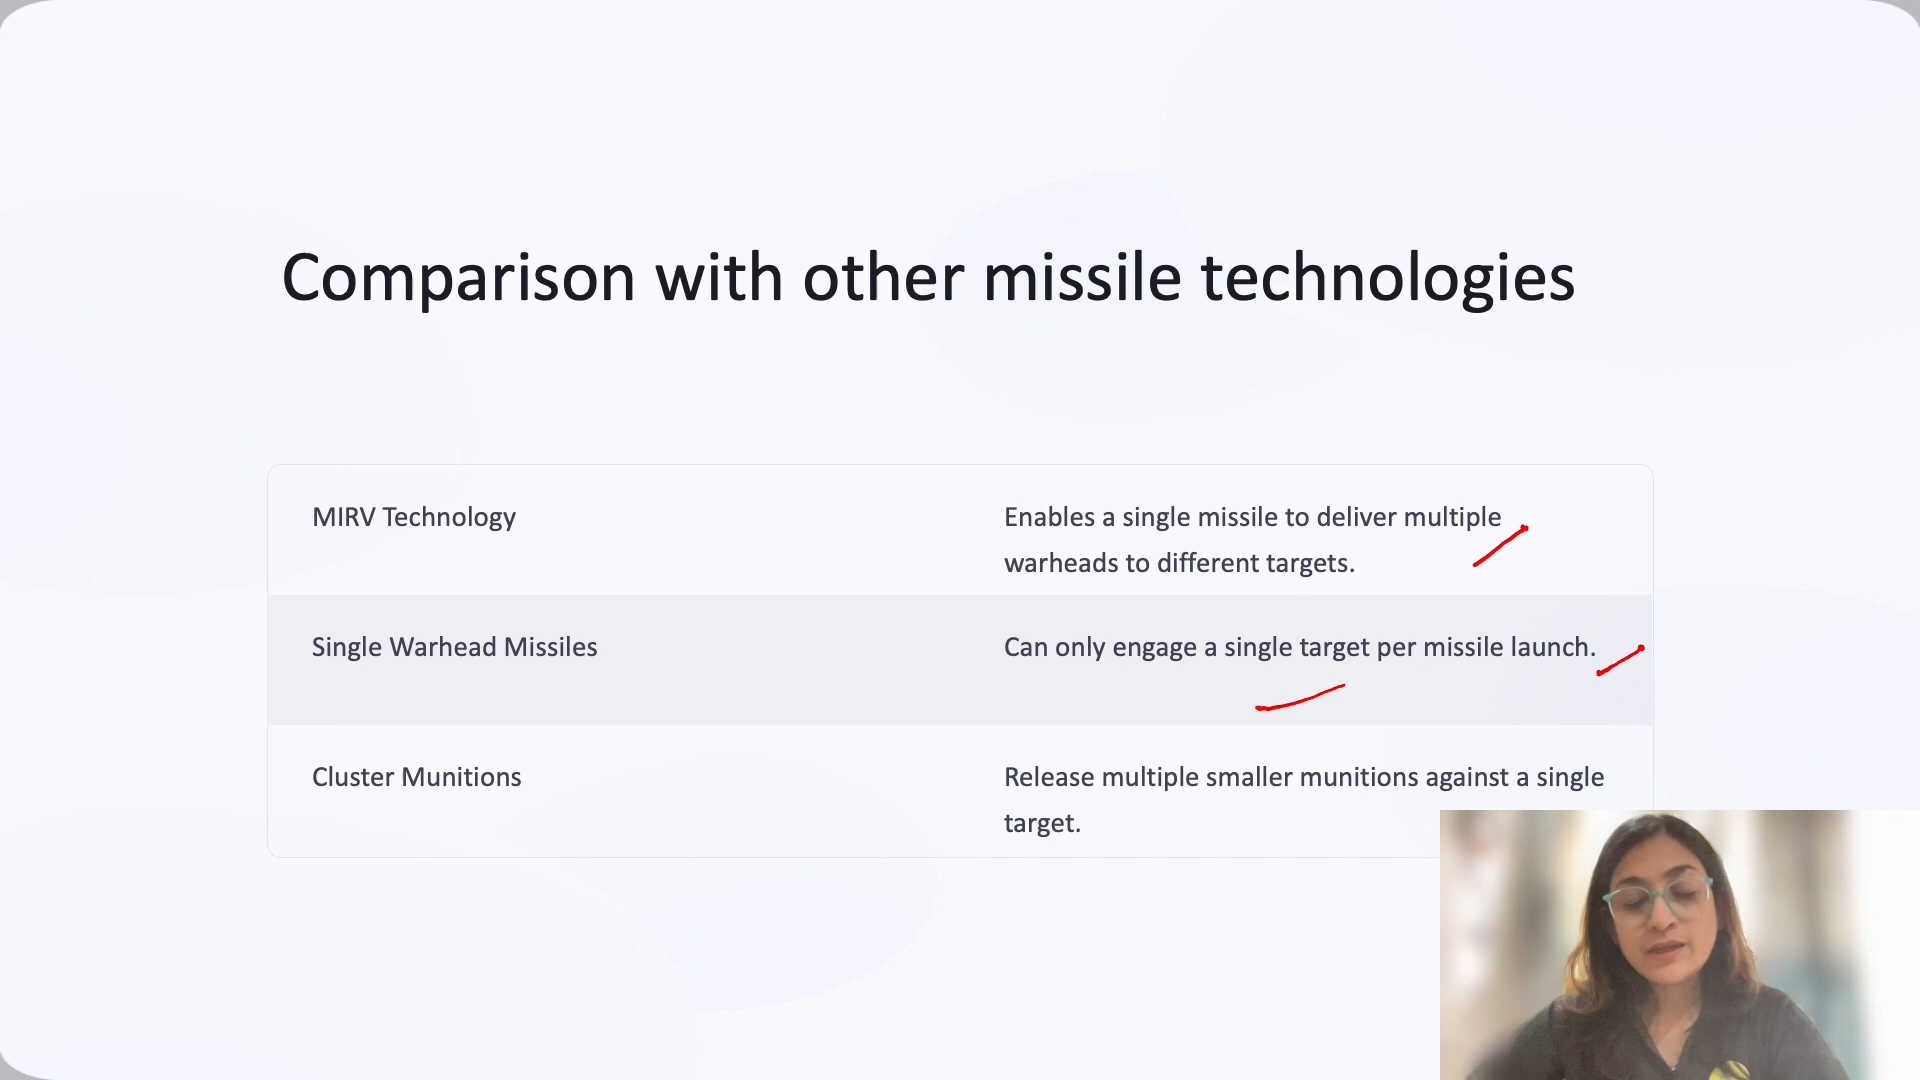 Comparison with other missile technologies
MIRV Technology
Enables a single missile to deliver multiple
warheads to different targets.
Single Warhead Missiles
Can only engage a single target per missile launch.
Cluster Munitions
Release multiple smaller munitions against a single
target.